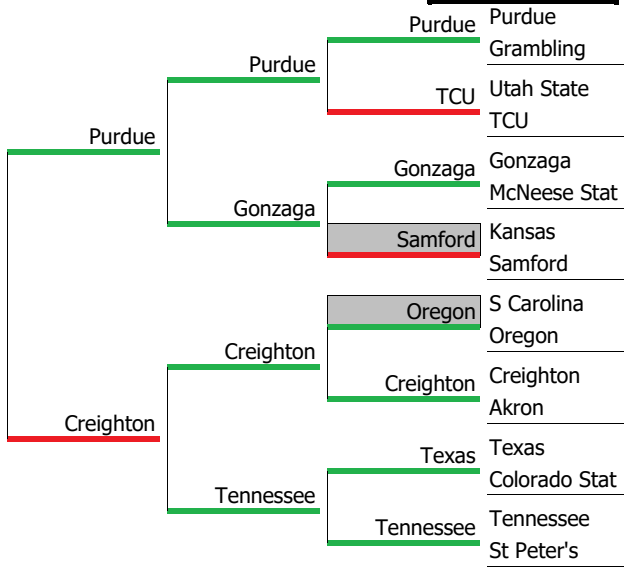 Purdue
Purdue
Grambling
Purdue
TCU
Utah State
TCU
Purdue
Gonzaga
Gonzaga
McNeese Stat
Gonzaga
Samford
Kansas
Samford
Oregon
S Carolina
Oregon
Creighton
Creighton
Creighton
Akron
Creighton
Texas
Texas
Colorado Stat
Tennessee
Tennessee
Tennessee
St Peter's